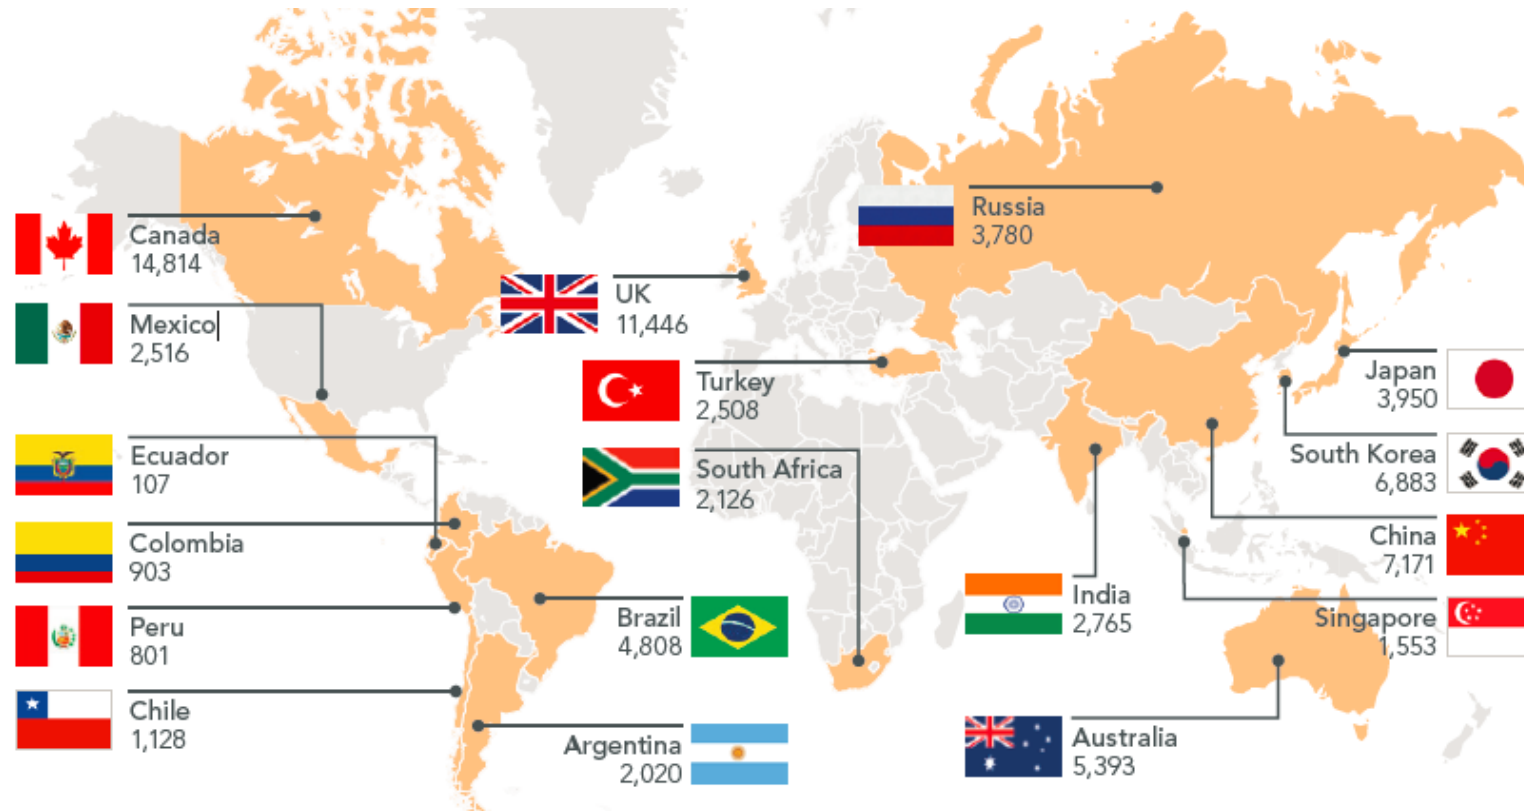 Canada
14,814
Mexico
2,516
Ecuador
107
Colombia
903
Peru
801
Chile
1,128
UK
11,446
Turkey
2,508
South Africa
2,126
Brazil
4,808
Argentina
2,020
Russia
3,780
India
2,765
Australia
5,393
Japan
3,950
South Korea
6,883
China
7,171
Singapore
1,553